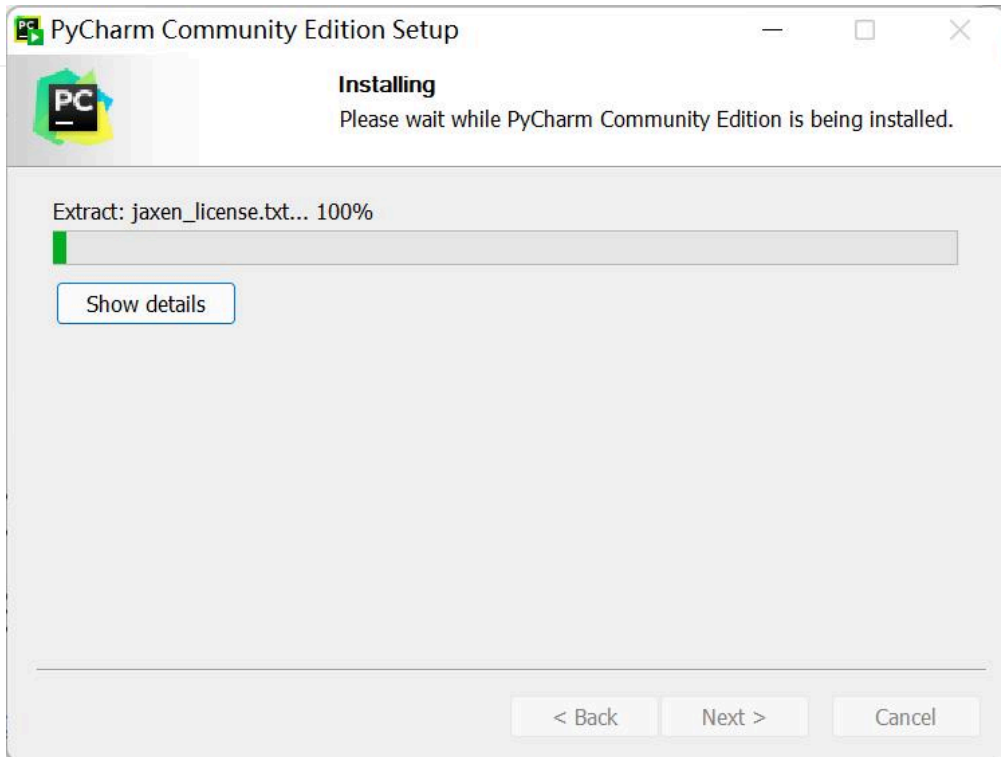 PC PyCharm Community Edition Setup
PC
Installing
Please wait while PyCharm Community Edition is being installed.
Extract: jaxen_license.txt... 100%
Show details
< Back Next > Cancel